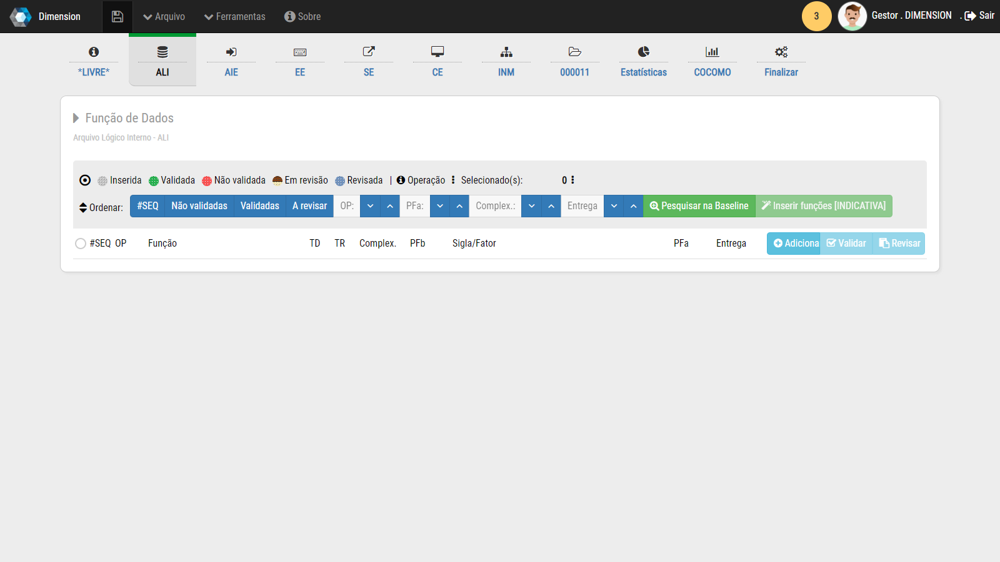 Dimension Arquivo Ferramentas Sobre 3 Gestor . DIMENSION . Sair
*LIVRE* ALI AIE EE SE CE INM 000011 Estatísticas COCOMO Finalizar
Função de Dados
Arquivo Lógico Interno - ALI
Inserida Validada Não validada Em revisão Revisada | Operação Selecionado(s): 0
Ordenar: #SEQ Não validadas Validadas A revisar OP: PFa: Complex.: Entrega Pesquisar na Baseline Inserir funções [INDICATIVA]
#SEQ OP Função TD TR Complex. PFb Sigla/Fator PFa Entrega Adiciona Validar Revisar